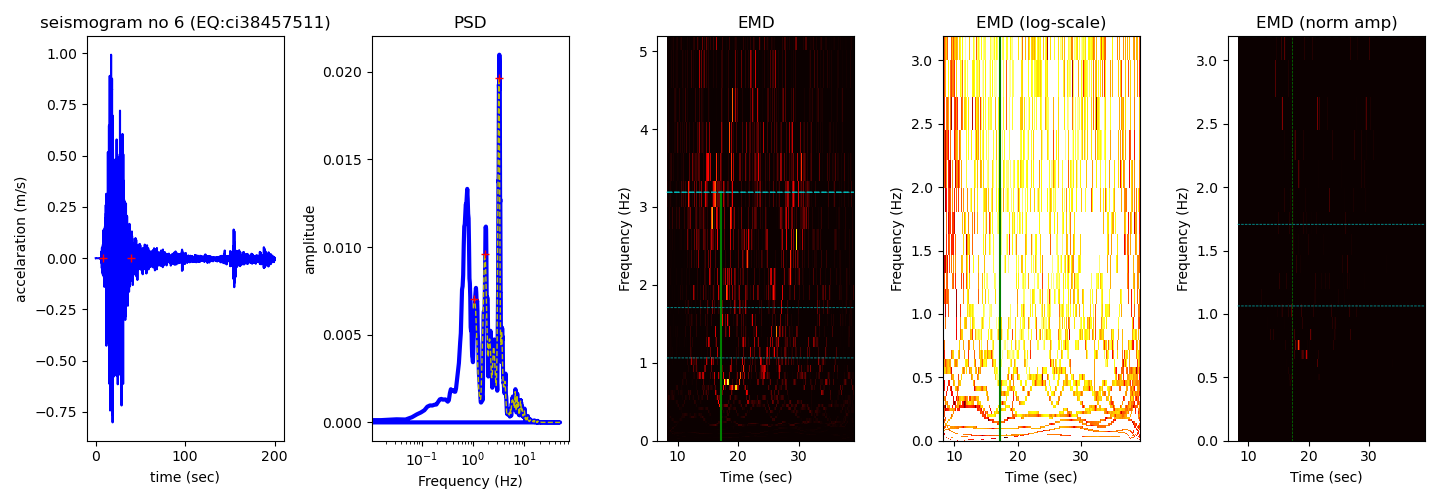 seismogram no 6 (EQ:ci38457511)
accelaration (m/s)
1.00
0.75
0.50
0.25
0.00
−0.25
−0.50
−0.75
0 100 200
time (sec)
PSD
amplitude
0.020
0.015
0.010
0.005
0.000
10⁻¹ 10⁰ 10¹
Frequency (Hz)
EMD
Frequency (Hz)
5
4
3
2
1
0
10 20 30
Time (sec)
EMD (log-scale)
Frequency (Hz)
3.0
2.5
2.0
1.5
1.0
0.5
0.0
10 20 30
Time (sec)
EMD (norm amp)
Frequency (Hz)
3.0
2.5
2.0
1.5
1.0
0.5
0.0
10 20 30
Time (sec)